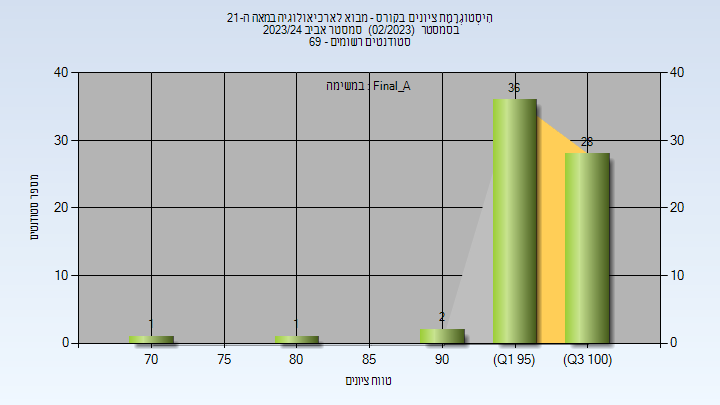 היסטוגרמת ציונים בקורס - מבוא לארכיאולוגיה במאה ה-21
בסמסטר (02/2023) סמסטר אביב 2023/24
סטודנטים רשומים - 69
במשימה : Final_A
מספר סטודנטים
40
30
20
10
0
40
30
20
10
0
1
1
2
36
28
70
75
80
85
90
(Q1 95)
(Q3 100)
טווח ציונים